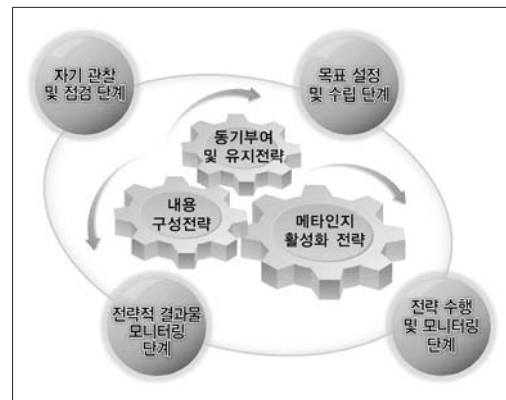 자기 관찰
및 점검 단계
목표 설정
및 수립 단계
동기부여
및 유지전략
내용
구성전략
메타인지
활성화 전략
전략적 결과물
모니터링
단계
전략 수행
및 모니터링
단계